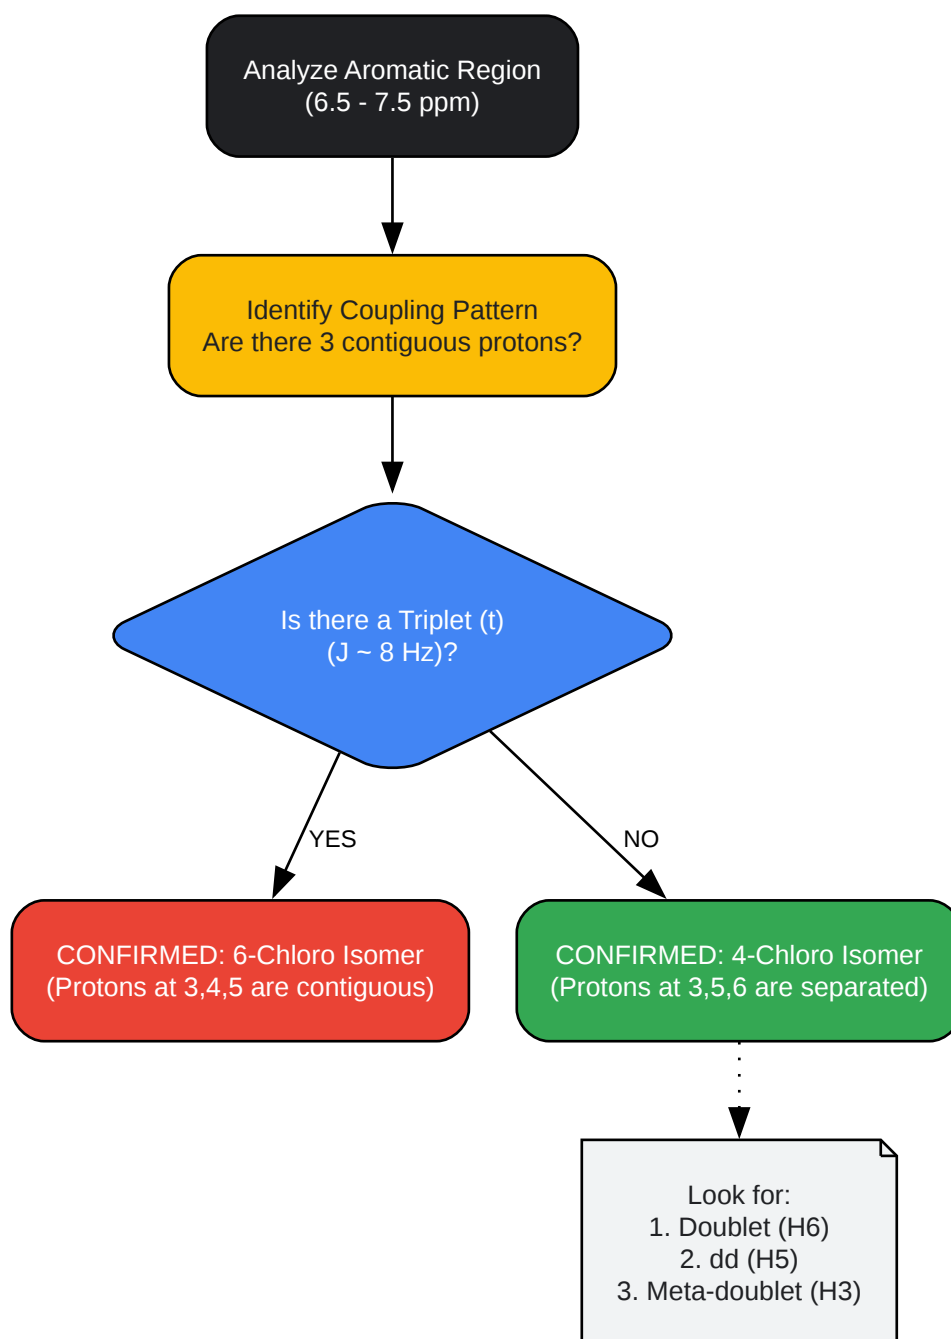 Analyze Aromatic Region
(6.5 - 7.5 ppm)
Identify Coupling Pattern
Are there 3 contiguous protons?
Is there a Triplet (t)
(J ~ 8 Hz)?
YES
NO
CONFIRMED: 6-Chloro Isomer
(Protons at 3,4,5 are contiguous)
CONFIRMED: 4-Chloro Isomer
(Protons at 3,5,6 are separated)
Look for:
1. Doublet (H6)
2. dd (H5)
3. Meta-doublet (H3)